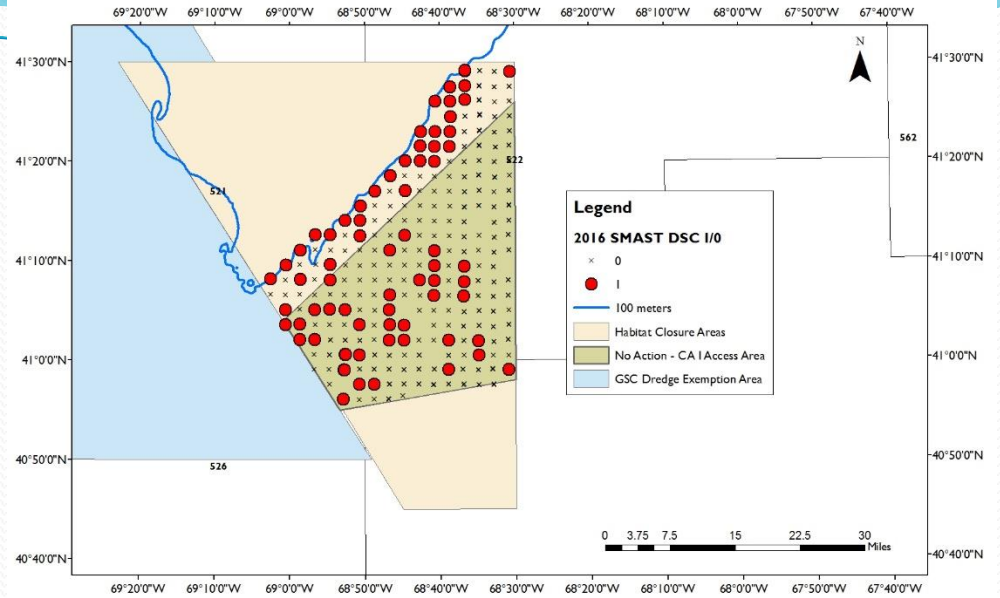 69°20'0"W 69°10'0"W 69°0'0"W 68°50'0"W 68°40'0"W 68°30'0"W 68°20'0"W 68°10'0"W 68°0'0"W 67°50'0"W 67°40'0"W
N
41°30'0"N 41°30'0"N
562
41°20'0"N 522 41°20'0"N
521
Legend
2016 SMAST DSC I/0
0
1
100 meters
Habitat Closure Areas
No Action - CA I Access Area
GSC Dredge Exemption Area
41°10'0"N 41°10'0"N
41°0'0"N 41°0'0"N
40°50'0"N 40°50'0"N
526
0 3.75 7.5 15 22.5 30
Miles
40°40'0"N 40°40'0"N
69°20'0"W 69°10'0"W 69°0'0"W 68°50'0"W 68°40'0"W 68°30'0"W 68°20'0"W 68°10'0"W 68°0'0"W 67°50'0"W 67°40'0"W